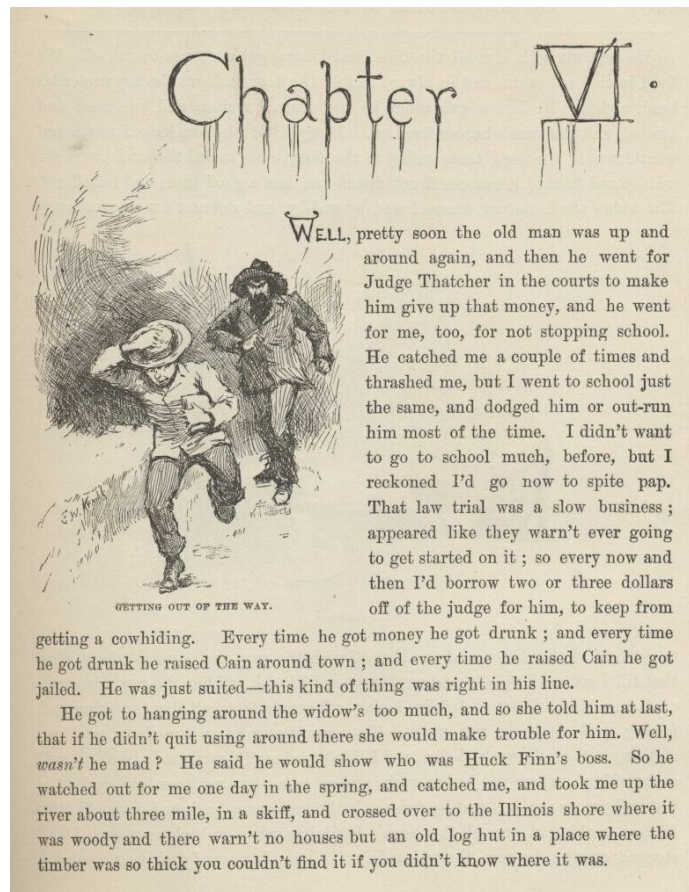 Chapter VI.
WELL, pretty soon the old man was up and
around again, and then he went for
Judge Thatcher in the courts to make
him give up that money, and he went
for me, too, for not stopping school.
He catched me a couple of times and
thrashed me, but I went to school just
the same, and dodged him or out-run
him most of the time. I didn't want
to go to school much, before, but I
reckoned I'd go now to spite pap.
That law trial was a slow business ;
appeared like they warn't ever going
to get started on it ; so every now and
then I'd borrow two or three dollars
off of the judge for him, to keep from
E.W. Kemble
GETTING OUT OF THE WAY.
getting a cowhiding. Every time he got money he got drunk ; and every time
he got drunk he raised Cain around town ; and every time he raised Cain he got
jailed. He was just suited—this kind of thing was right in his line.
He got to hanging around the widow's too much, and so she told him at last,
that if he didn't quit using around there she would make trouble for him. Well,
wasn't he mad ? He said he would show who was Huck Finn's boss. So he
watched out for me one day in the spring, and catched me, and took me up the
river about three mile, in a skiff, and crossed over to the Illinois shore where it
was woody and there warn't no houses but an old log hut in a place where the
timber was so thick you couldn't find it if you didn't know where it was.